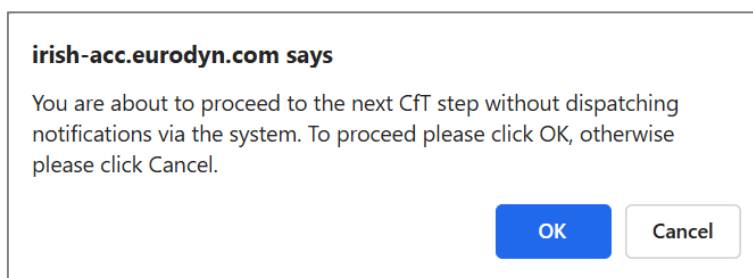 irish-acc.eurodyn.com says
You are about to proceed to the next CfT step without dispatching
notifications via the system. To proceed please click OK, otherwise
please click Cancel.
OK
Cancel